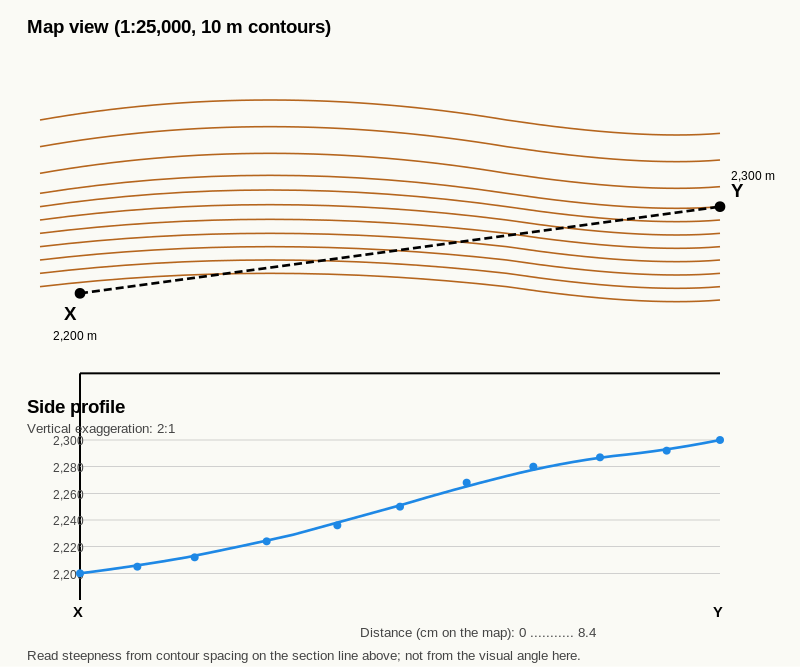 Map view (1:25,000, 10 m contours)
2,300 m
Y
X
2,200 m
Side profile
Vertical exaggeration: 2:1
2,300
2,280
2,260
2,240
2,220
2,200
X
Y
Distance (cm on the map): 0 ........... 8.4
Read steepness from contour spacing on the section line above; not from the visual angle here.